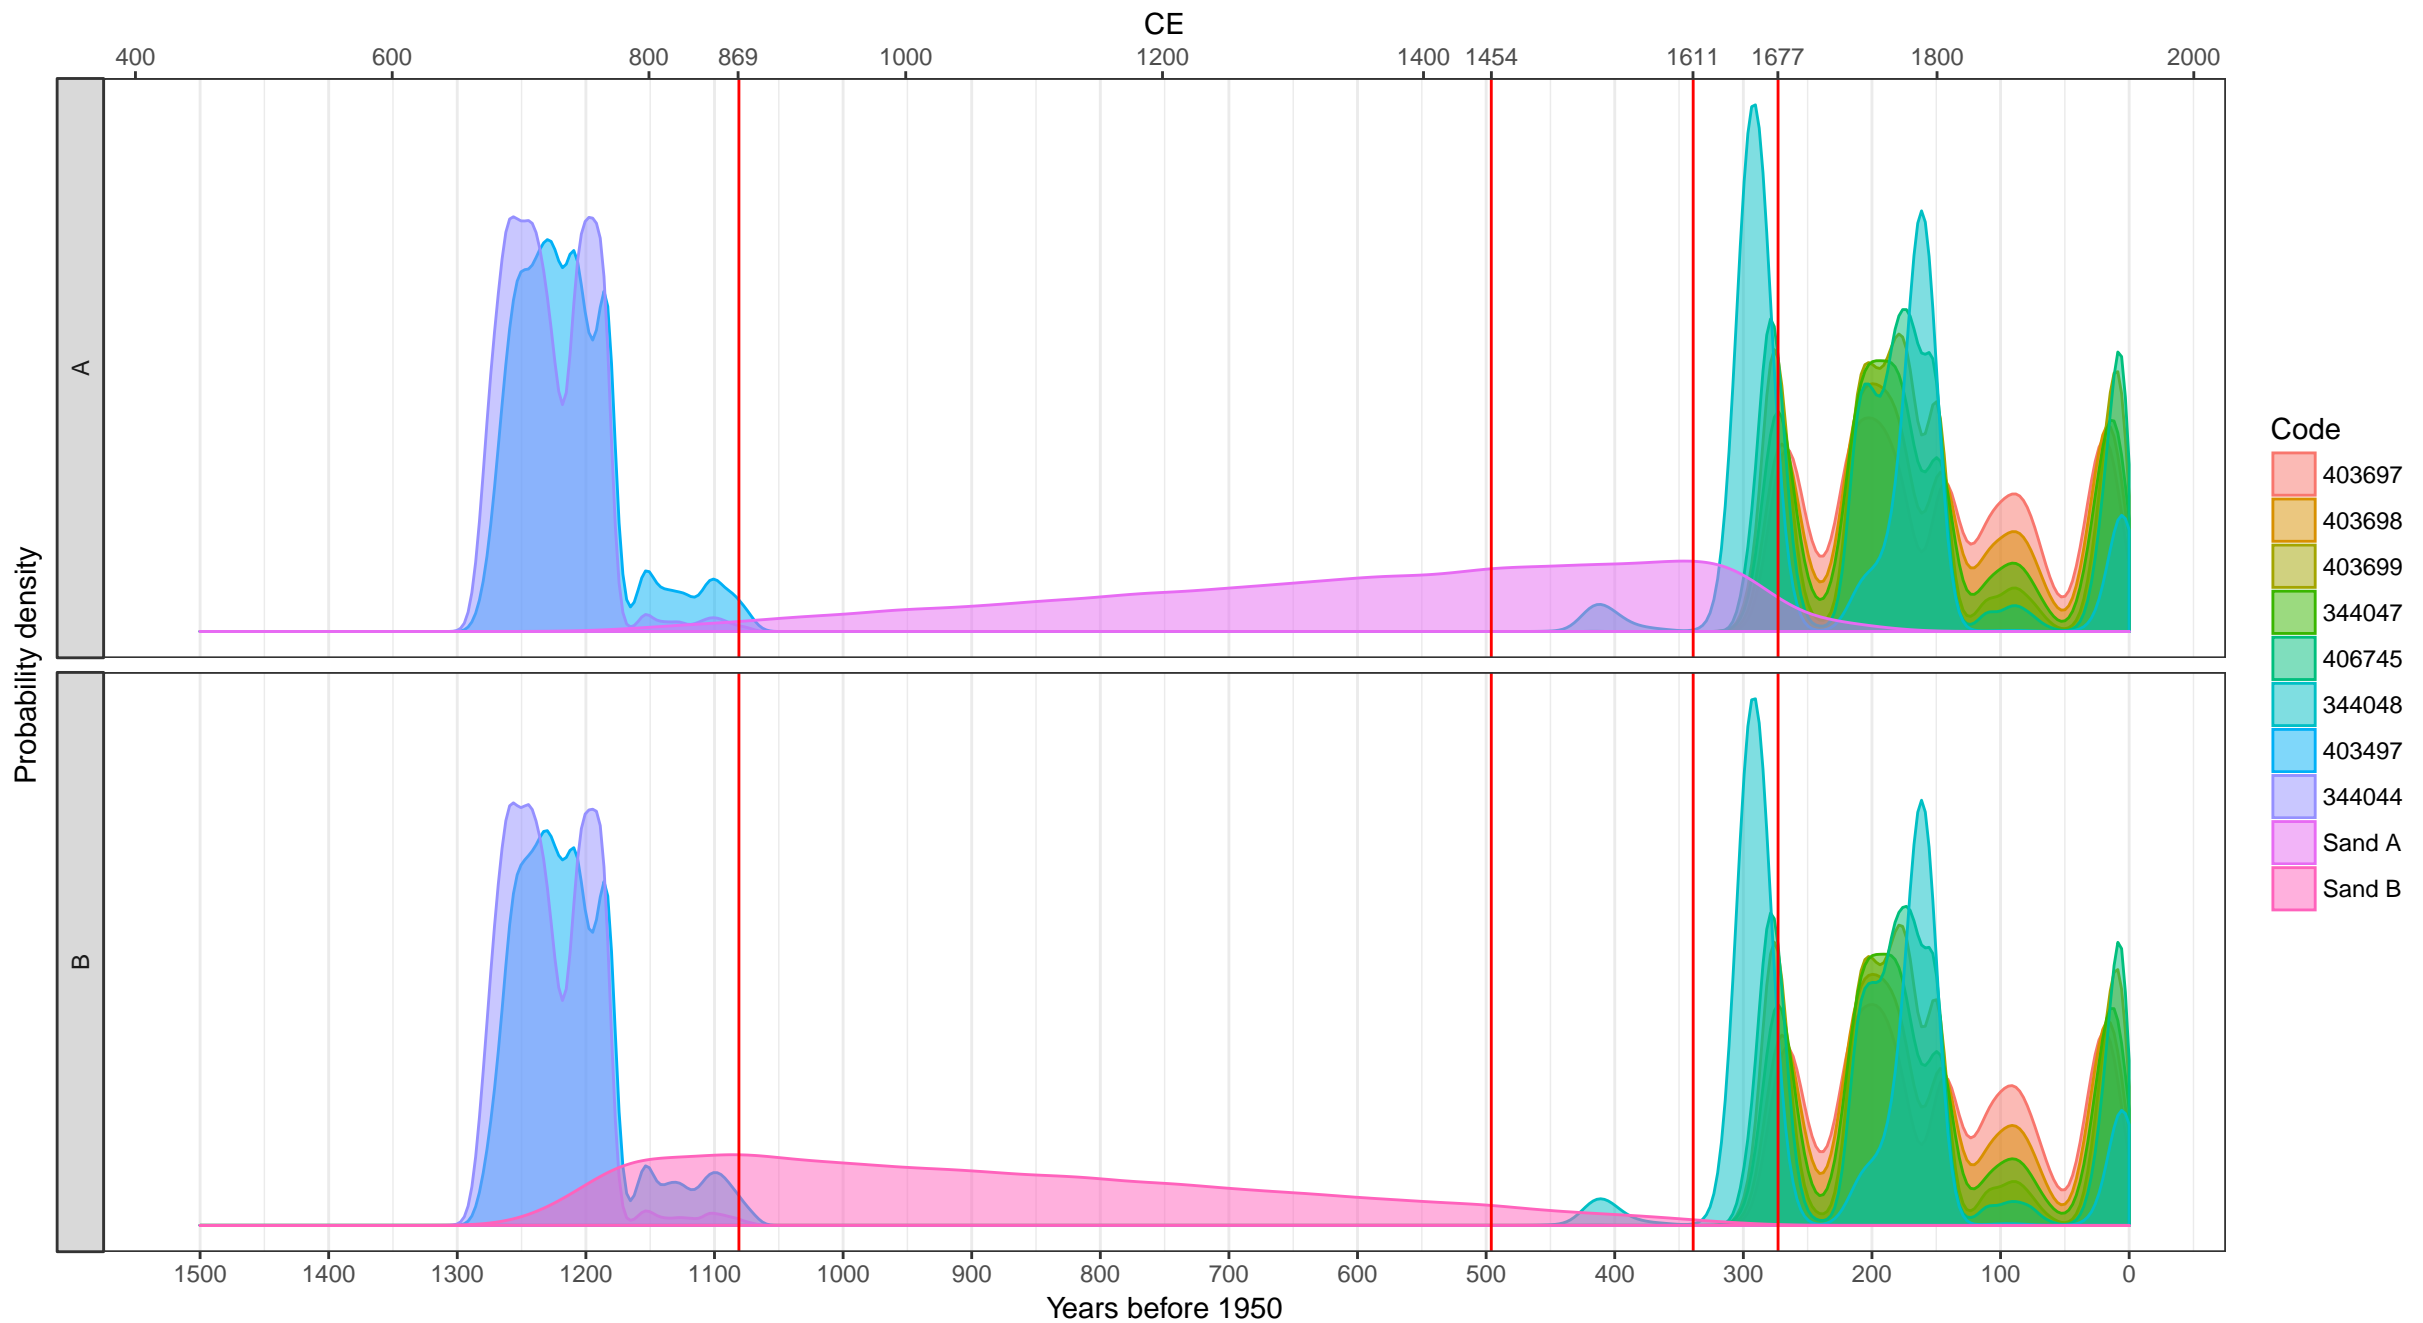 CE
400 600 800 869 1000 1200 1400 1454 1611 1677 1800 2000
Probability density
A
B
Code
403697
403698
403699
344047
406745
344048
403497
344044
Sand A
Sand B
1500 1400 1300 1200 1100 1000 900 800 700 600 500 400 300 200 100 0
Years before 1950